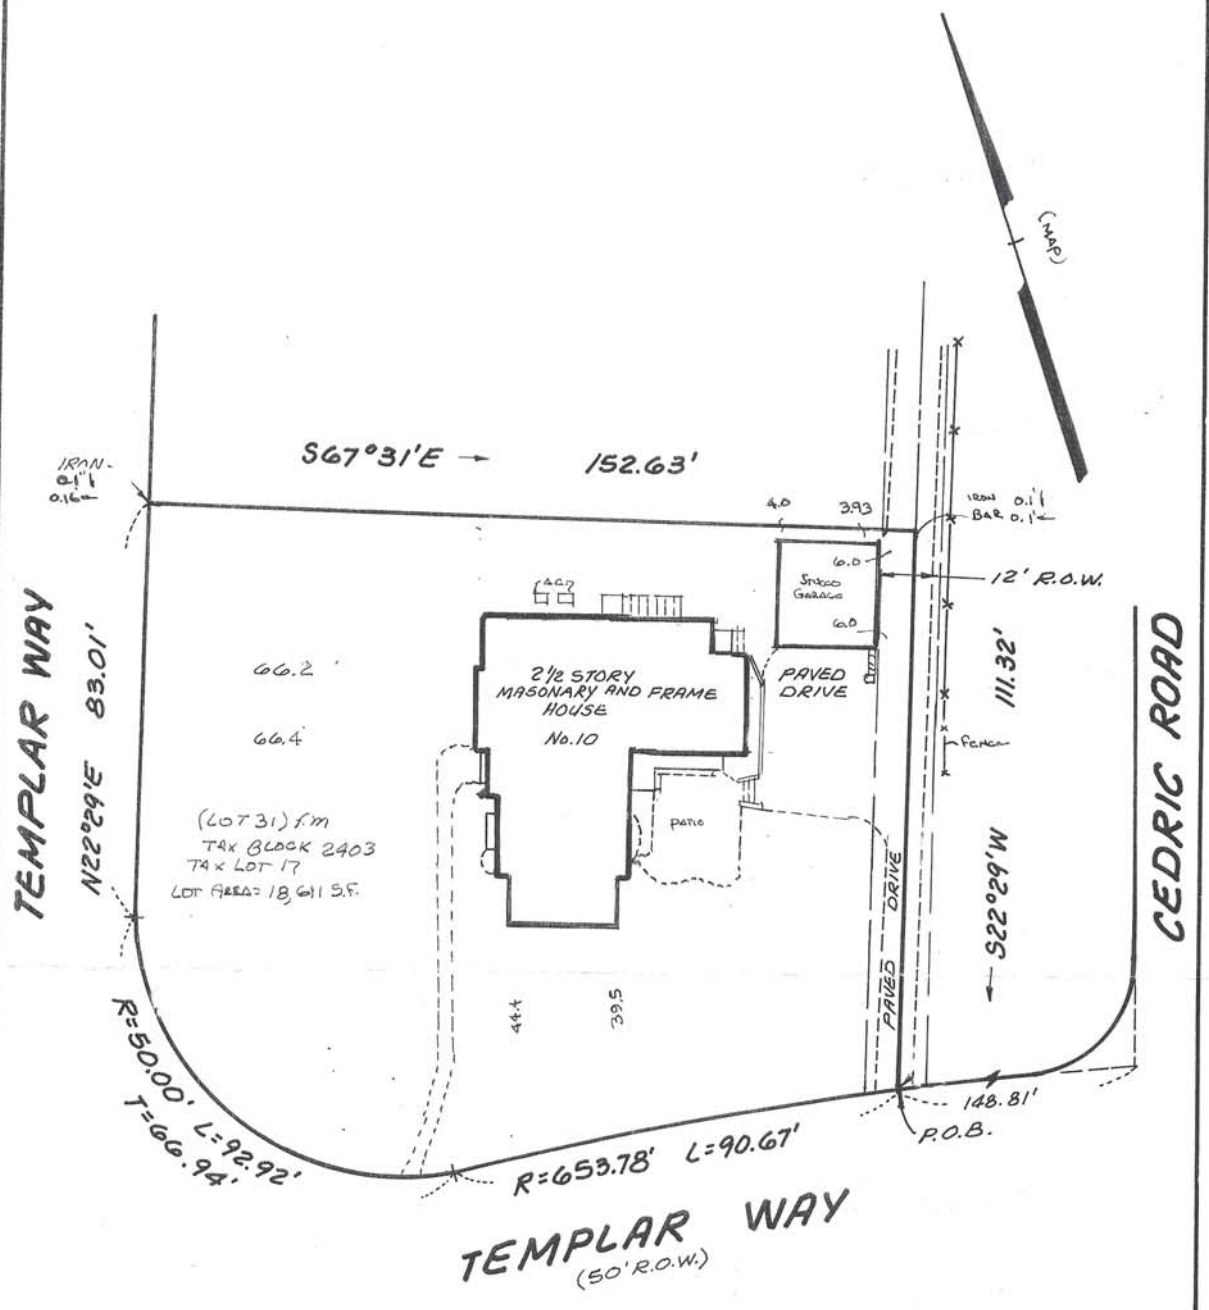 (MAP)
S67°31'E → 152.63'
IRON
0.1'
0.16
4.0
3.93
IRON 0.1'
BAR 0.1'
6.0
STUCCO
GARAGE
6.0
12' R.O.W.
A.C.
TEMPLAR WAY
N22°29'E 83.01'
66.2
66.4
2 1/2 STORY
MASONARY AND FRAME
HOUSE
No. 10
PAVED
DRIVE
111.32'
FENCE
CEDRIC ROAD
(LOT 31) F.M
TAX BLOCK 2403
TAX LOT 17
LOT AREA= 18,611 S.F.
PATIO
PAVED DRIVE
← S22°29'W
44.4
39.5
R=50.00' L=92.92'
T=66.94'
148.81'
P.O.B.
R=653.78' L=90.67'
TEMPLAR WAY
(50' R.O.W.)